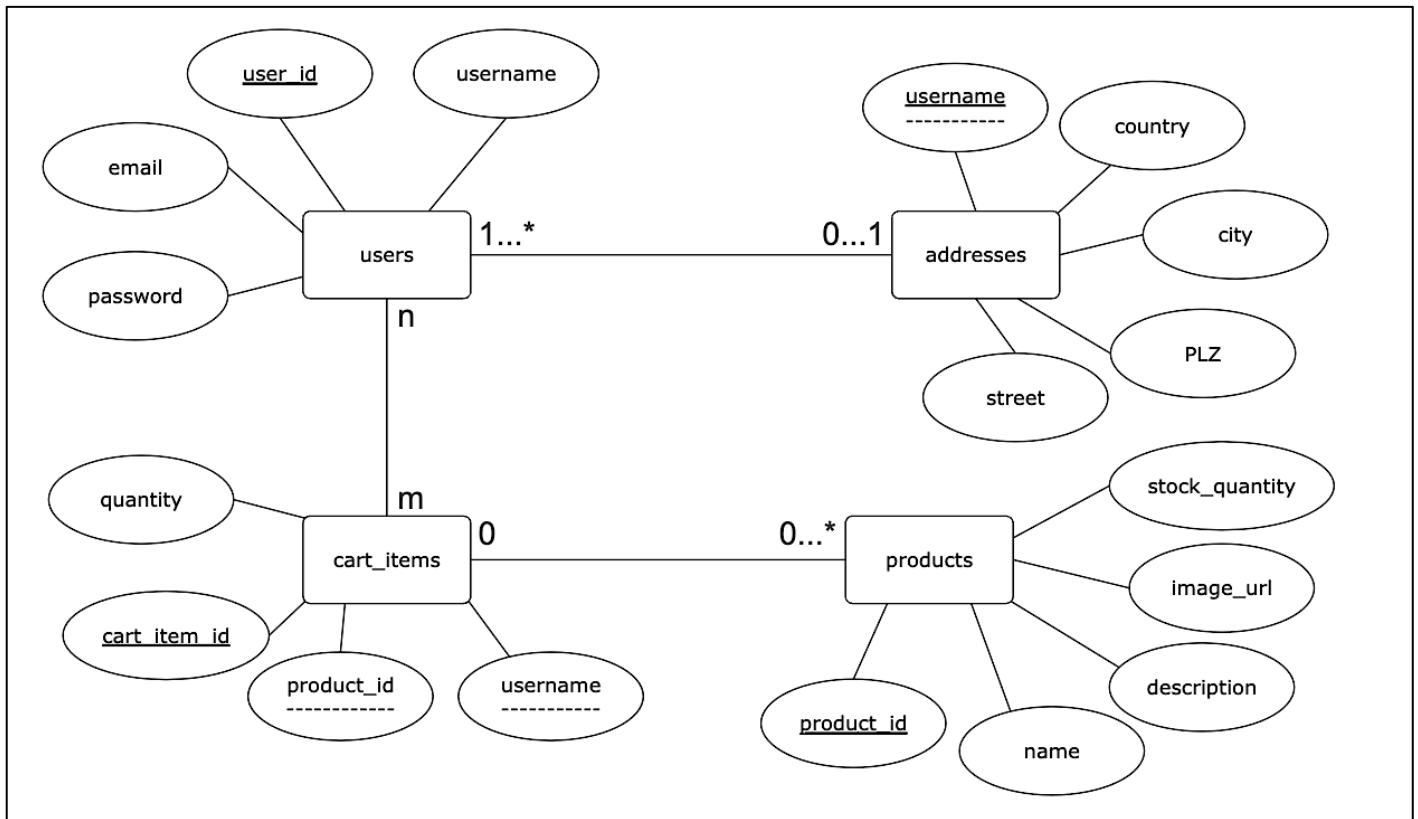 user_id
username
username
-----------
country
email
city
users
1...*
0...1
addresses
password
n
PLZ
street
stock_quantity
quantity
m
0
0...*
cart_items
products
image_url
cart_item_id
product_id
------------
username
-----------
description
product_id
name